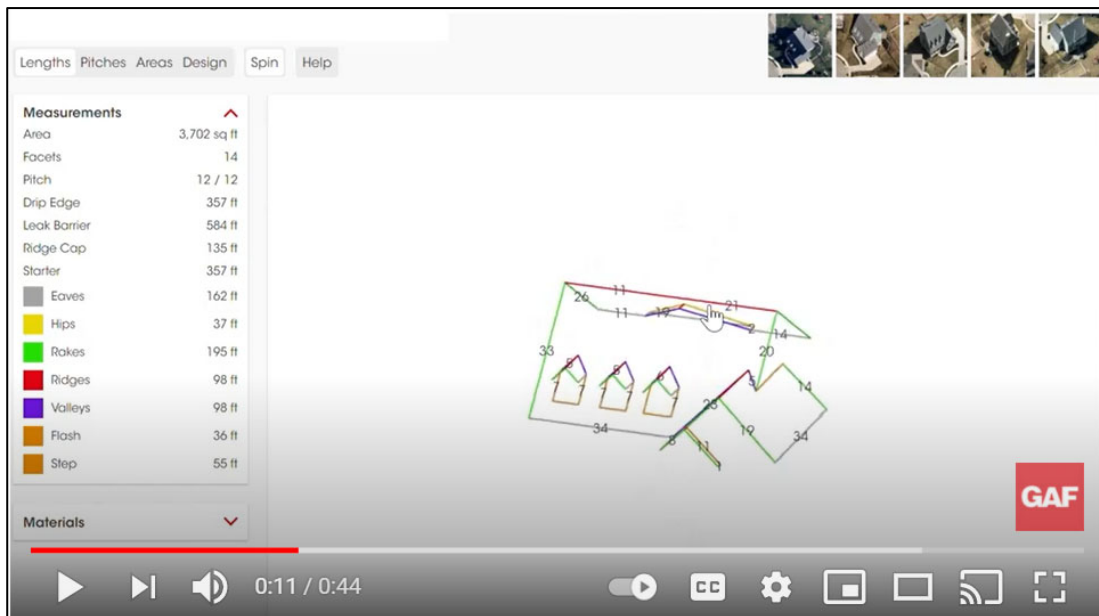 Lengths Pitches Areas Design Spin Help
Measurements
Area 3,702 sq ft
Facets 14
Pitch 12 / 12
Drip Edge 357 ft
Leak Barrier 584 ft
Ridge Cap 135 ft
Starter 357 ft
Eaves 162 ft
Hips 37 ft
Rakes 195 ft
Ridges 98 ft
Valleys 98 ft
Flash 36 ft
Step 55 ft
Materials
11
26
21
11 19
2 14
33
20
34
5
14
23
19
34
8
11
GAF
0:11 / 0:44
CC